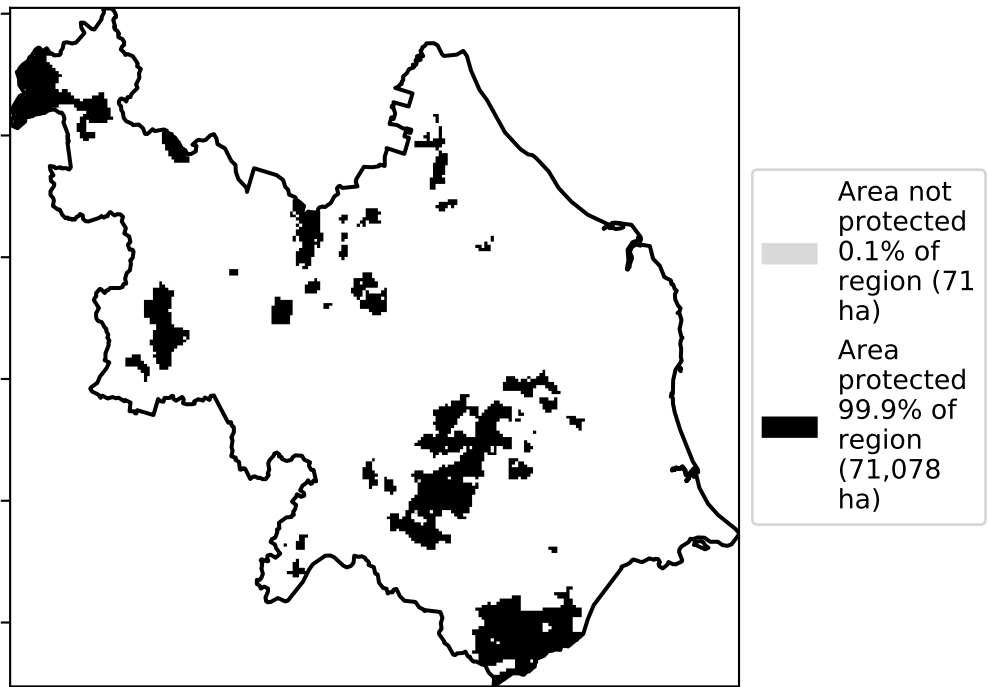 Area not
protected
0.1% of
region (71
ha)
Area
protected
99.9% of
region
(71,078
ha)